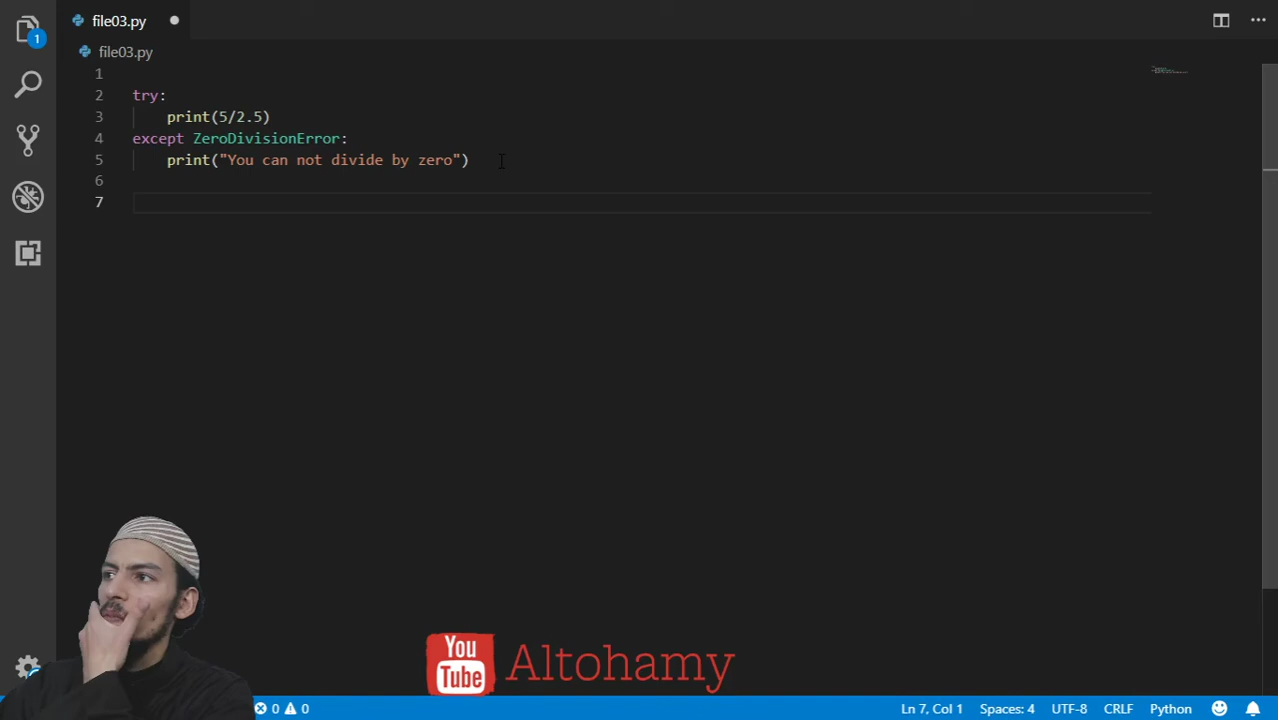 file03.py
1
file03.py
1
2 try:
3 print(5/2.5)
4 except ZeroDivisionError:
5 print("You can not divide by zero")
6
7
You
Tube Altohamy
0 0 Ln 7, Col 1 Spaces: 4 UTF-8 CRLF Python